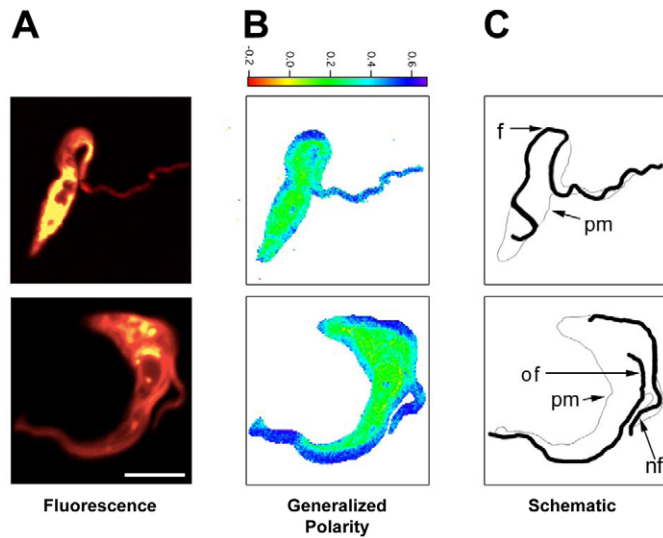 A
B
C
-0.2
0.0
0.2
0.4
0.6
f
pm
of
pm
nf
Fluorescence
Generalized
Polarity
Schematic